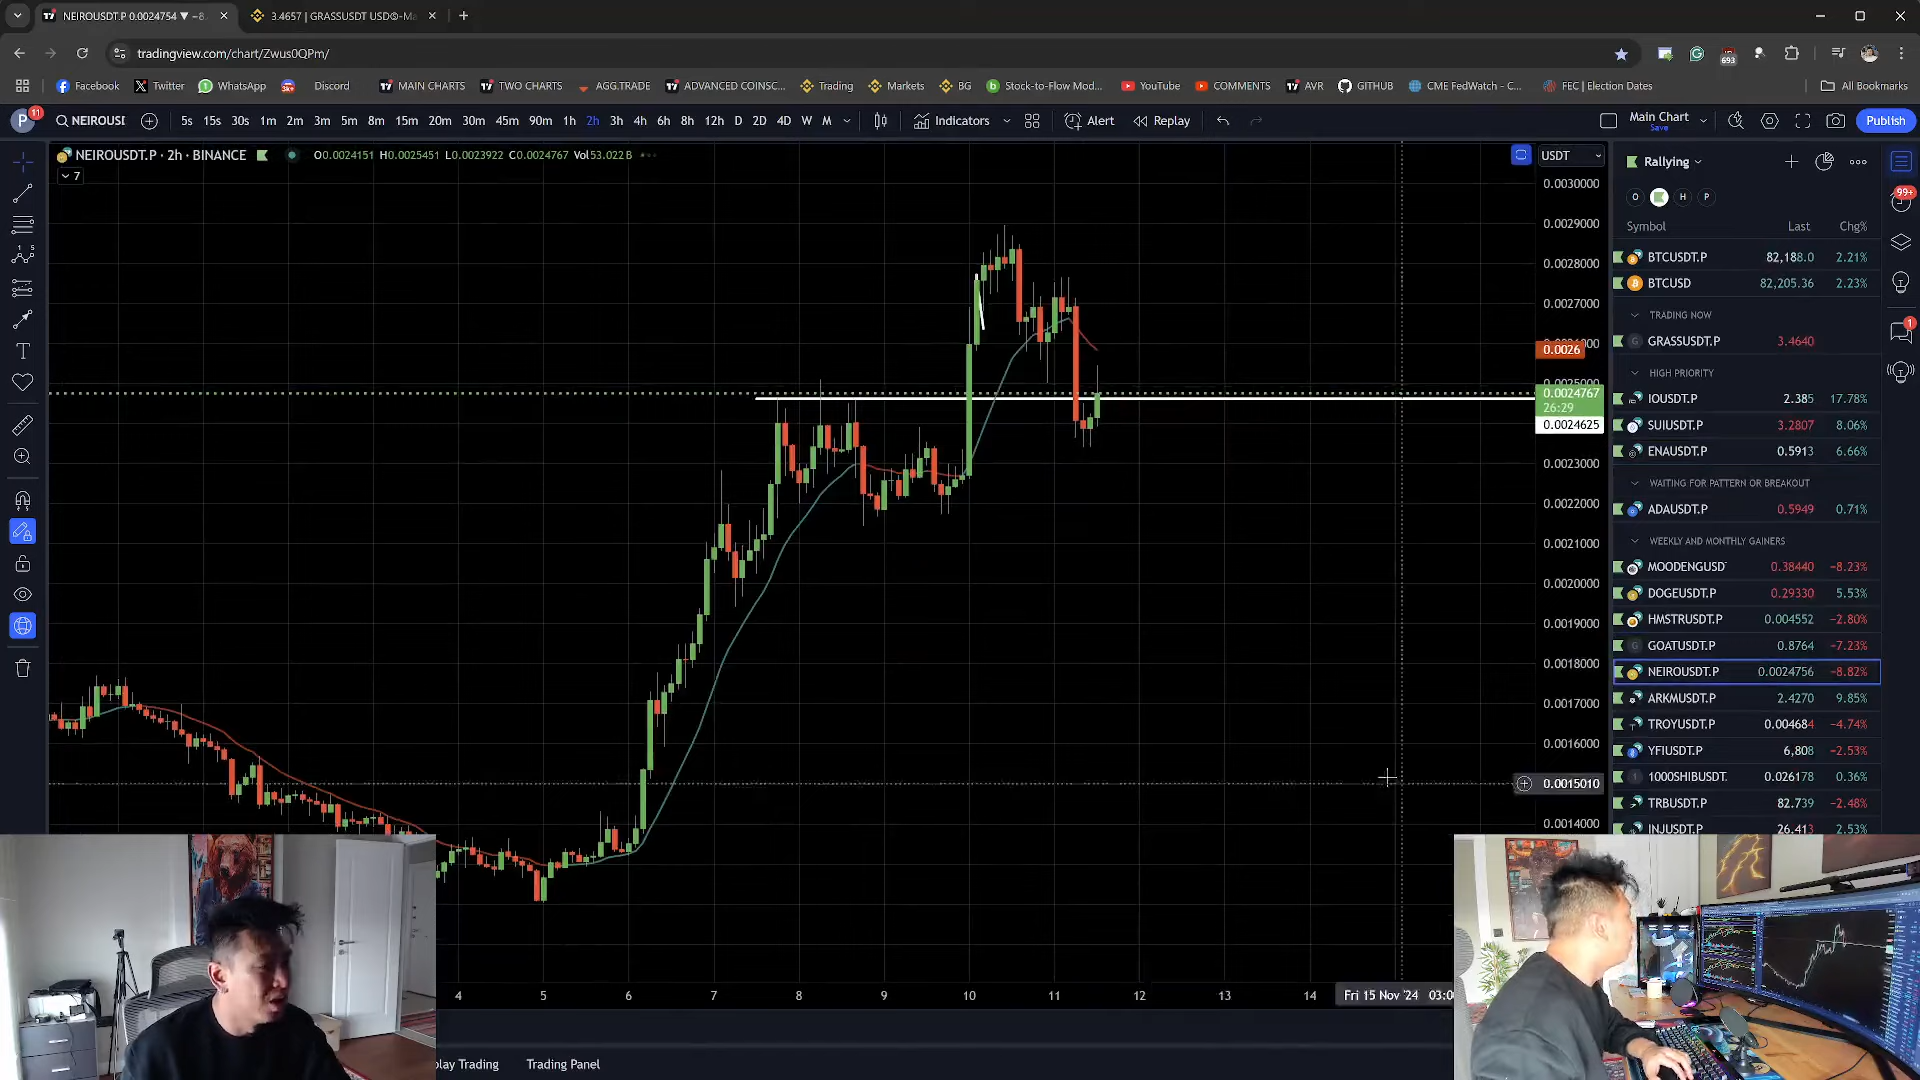 NEIROUSDT.P 0.0024754 ▼ −8.
3.4657 | GRASSUSDT USDⓈ-Ma
tradingview.com/chart/Zwus0QPm/
693
Facebook Twitter WhatsApp 3k+ Discord MAIN CHARTS TWO CHARTS AGG.TRADE ADVANCED COINSC... Trading Markets BG Stock-to-Flow Mod... YouTube COMMENTS AVR GITHUB CME FedWatch – C... FEC | Election Dates All Bookmarks
P 11 NEIROUSI 5s 15s 30s 1m 2m 3m 5m 8m 15m 20m 30m 45m 90m 1h 2h 3h 4h 6h 8h 12h D 2D 4D W M Indicators Alert Replay Main Chart Save Publish
NEIROUSDT.P · 2h · BINANCE O0.0024151 H0.0025451 L0.0023922 C0.0024767 Vol53.022 B
7
USDT
0.0030000
0.0029000
0.0028000
0.0027000
0.0026
0.0024767
26:29
0.0024625
0.0023000
0.0022000
0.0021000
0.0020000
0.0019000
0.0018000
0.0017000
0.0016000
0.0015010
0.0014000
4 5 6 7 8 9 10 11 12 13 14 Fri 15 Nov '24 03:0
play Trading Trading Panel
Rallying
O H P
Symbol Last Chg%
BTCUSDT.P 82,188.0 2.21%
BTCUSD 82,205.36 2.23%
TRADING NOW
GRASSUSDT.P 3.4640
HIGH PRIORITY
IOUSDT.P 2.385 17.78%
SUIUSDT.P 3.2807 8.06%
ENAUSDT.P 0.5913 6.66%
WAITING FOR PATTERN OR BREAKOUT
ADAUSDT.P 0.5949 0.71%
WEEKLY AND MONTHLY GAINERS
MOODENGUSD 0.38440 −8.23%
DOGEUSDT.P 0.29330 5.53%
HMSTRUSDT.P 0.004552 −2.80%
GOATUSDT.P 0.8764 −7.23%
NEIROUSDT.P 0.0024756 −8.82%
ARKMUSDT.P 2.4270 9.85%
TROYUSDT.P 0.004684 −4.74%
YFIUSDT.P 6,808 −2.53%
1000SHIBUSDT. 0.026178 0.36%
TRBUSDT.P 82.739 −2.48%
INJUSDT.P 26.413 2.53%
99+
1